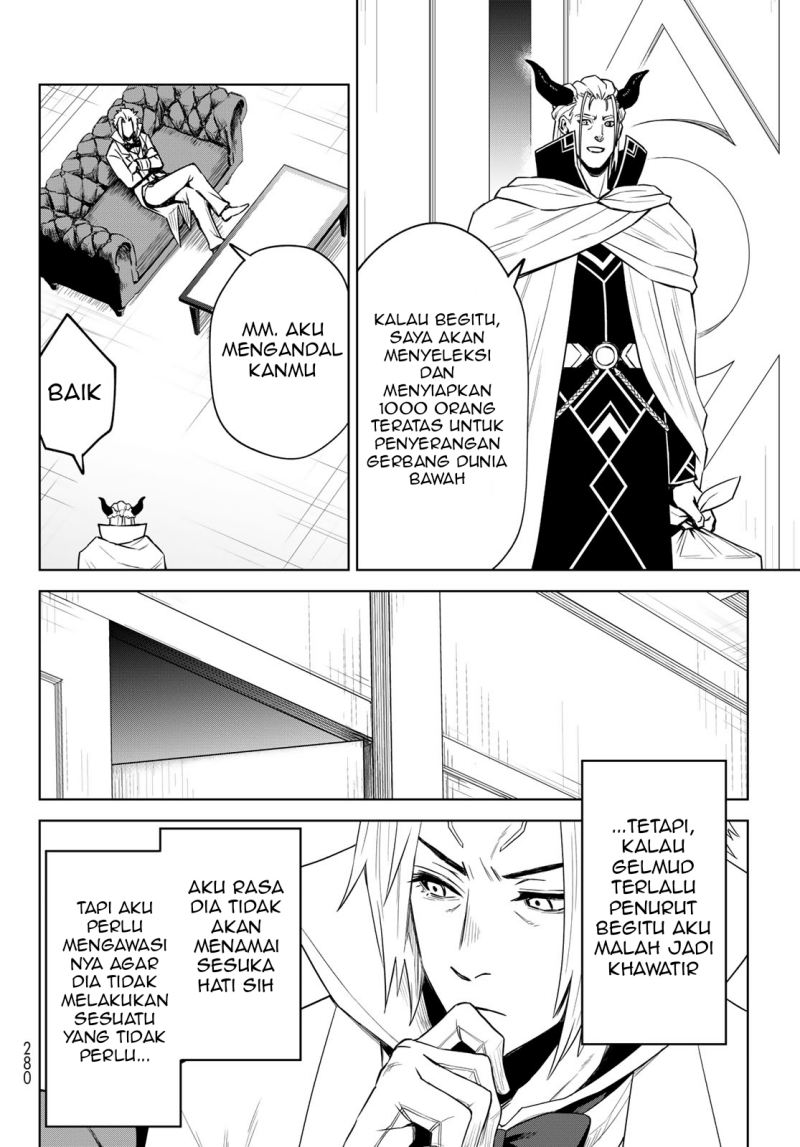 KALAU BEGITU,
SAYA AKAN
MENYELEKSI
DAN
MENYIAPKAN
1000 ORANG
TERATAS UNTUK
PENYERANGAN
GERBANG DUNIA
BAWAH
MM. AKU
MENGANDAL
KANMU
BAIK
...TETAPI,
KALAU
GELMUD
TERLALU
PENURUT
BEGITU AKU
MALAH JADI
KHAWATIR
AKU RASA
DIA TIDAK
AKAN
MENAMAI
SESUKA
HATI SIH
TAPI AKU
PERLU
MENGAWASI
NYA AGAR
DIA TIDAK
MELAKUKAN
SESUATU
YANG TIDAK
PERLU...
280